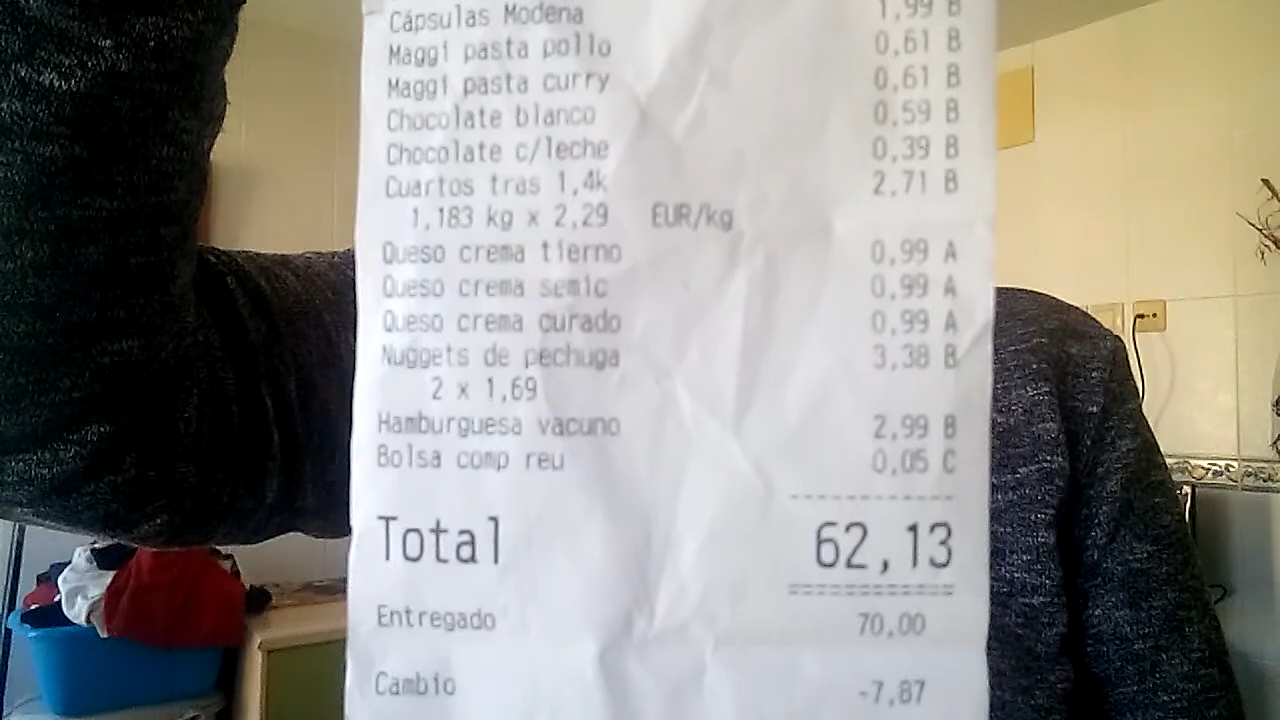 Cápsulas Modena 1,99 B
Maggi pasta pollo 0,61 B
Maggi pasta curry 0,61 B
Chocolate blanco 0,59 B
Chocolate c/leche 0,39 B
Cuartos tras 1,4k 2,71 B
1,183 kg x 2,29 EUR/kg
Queso crema tierno 0,99 A
Queso crema semic 0,99 A
Queso crema curado 0,99 A
Nuggets de pechuga 3,38 B
2 x 1,69
Hamburguesa vacuno 2,99 B
Bolsa comp reu 0,05 C
Total 62,13
Entregado 70,00
Cambio -7,87